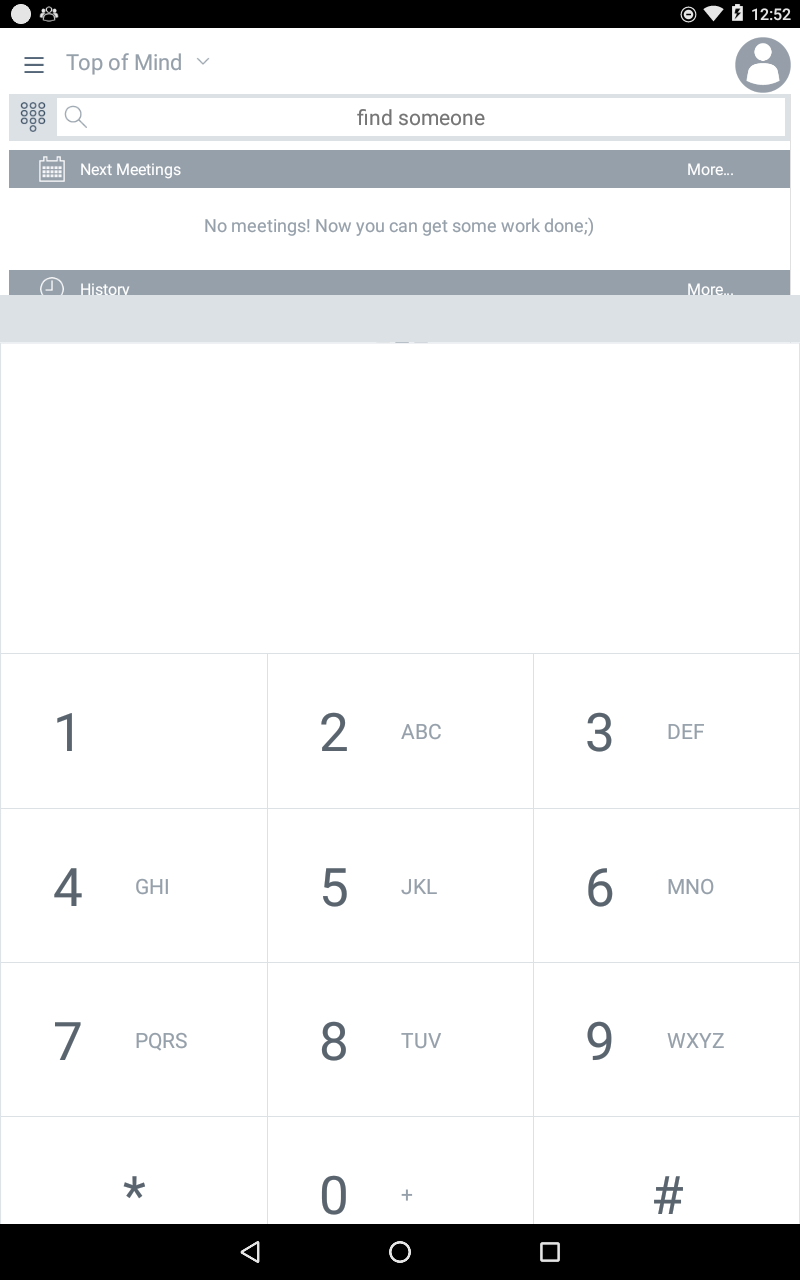 12:52
Top of Mind
find someone
Next Meetings More...
No meetings! Now you can get some work done;)
History More...
1 2 ABC 3 DEF
4 GHI 5 JKL 6 MNO
7 PQRS 8 TUV 9 WXYZ
* 0 + #